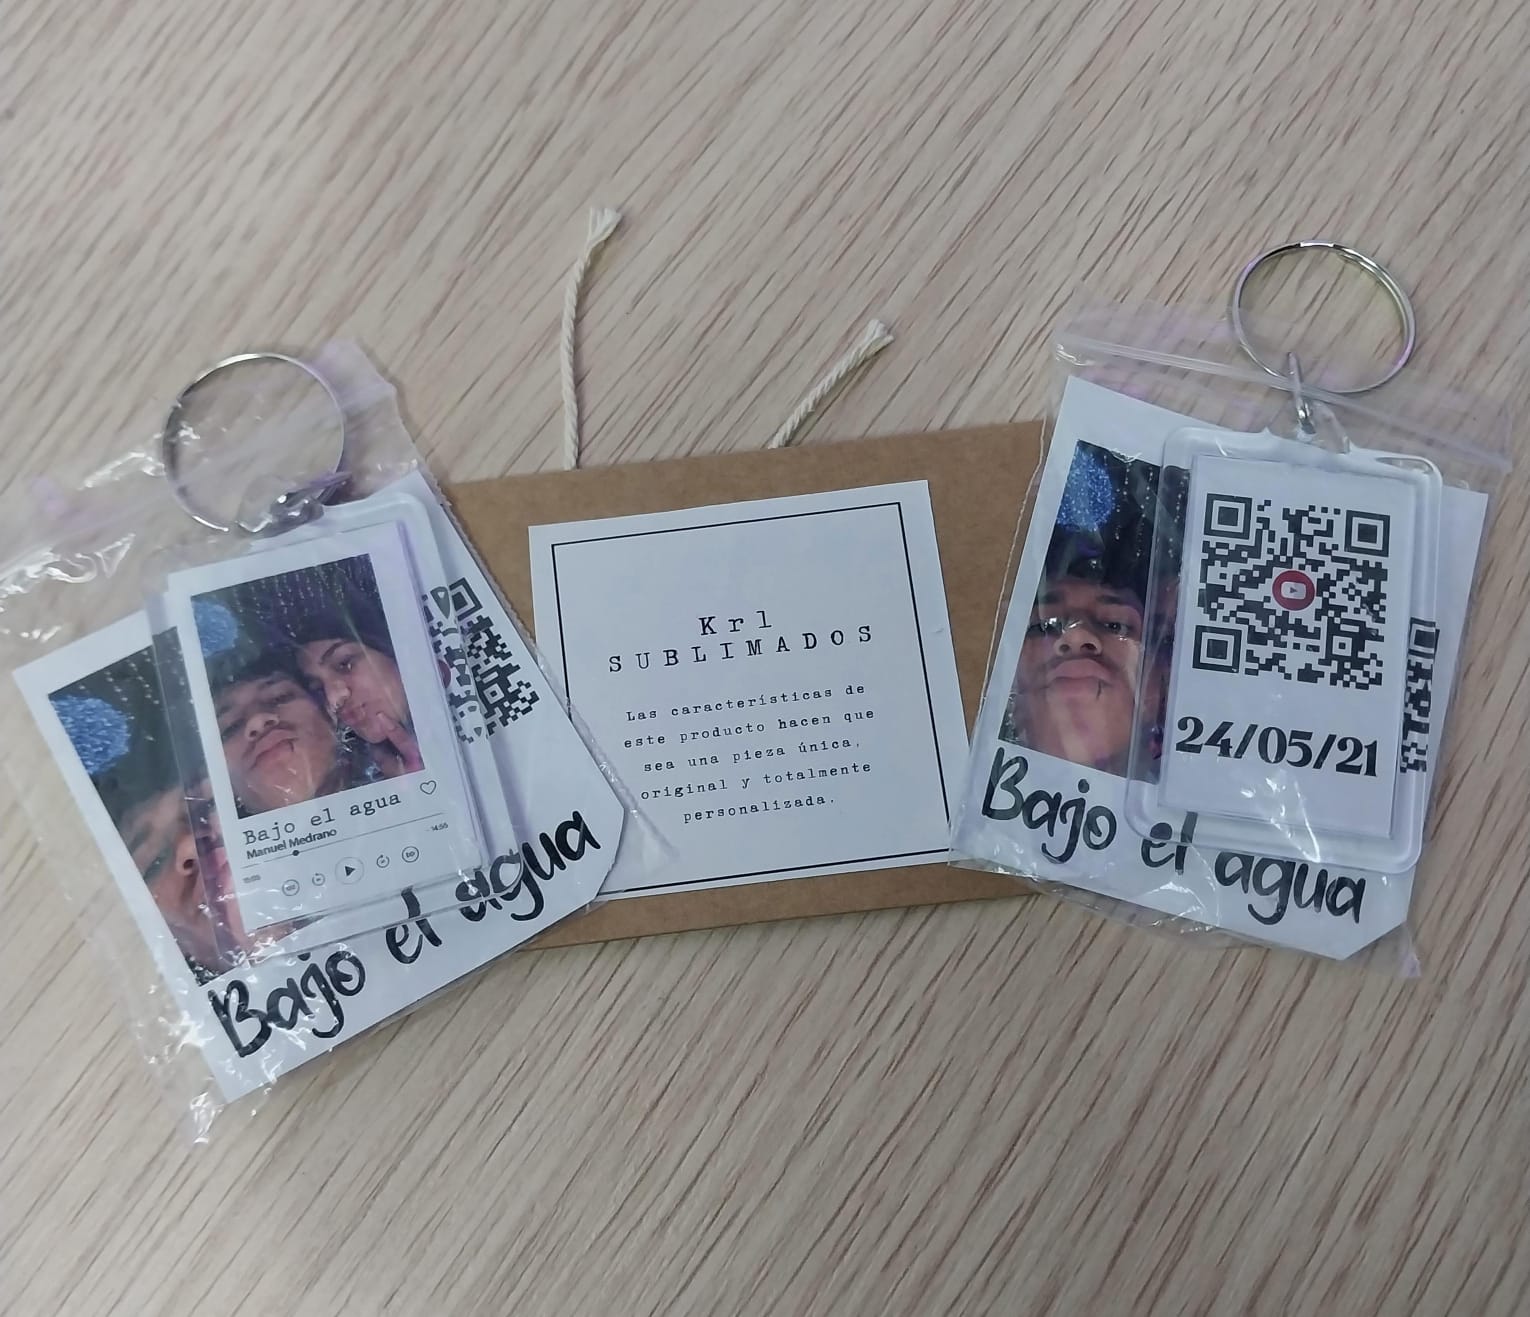 Bajo el agua
Manuel Medrano
Bajo el agua
Krl
SUBLIMADOS
Las características de
este producto hacen que
sea una pieza única,
original y totalmente
personalizada.
24/05/21
Bajo el agua